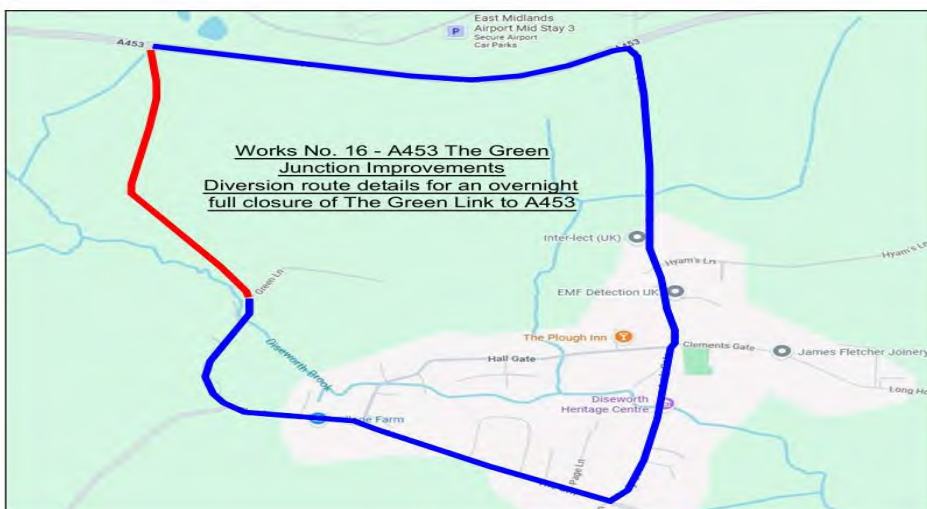 East Midlands
Airport Mid Stay 3
Secure Airport
Car Parks
P
A453
A453
Works No. 16 - A453 The Green
Junction Improvements
Diversion route details for an overnight
full closure of The Green Link to A453
Inter-lect (UK)
Hyam's Ln
Hyam's Ln
Green Ln
EMF Detection UK
The Plough Inn
Clements Gate
James Fletcher Joinery
Hall Gate
Diseworth Brook
Long Ho
Diseworth
Heritage Centre
Farm
Page Ln